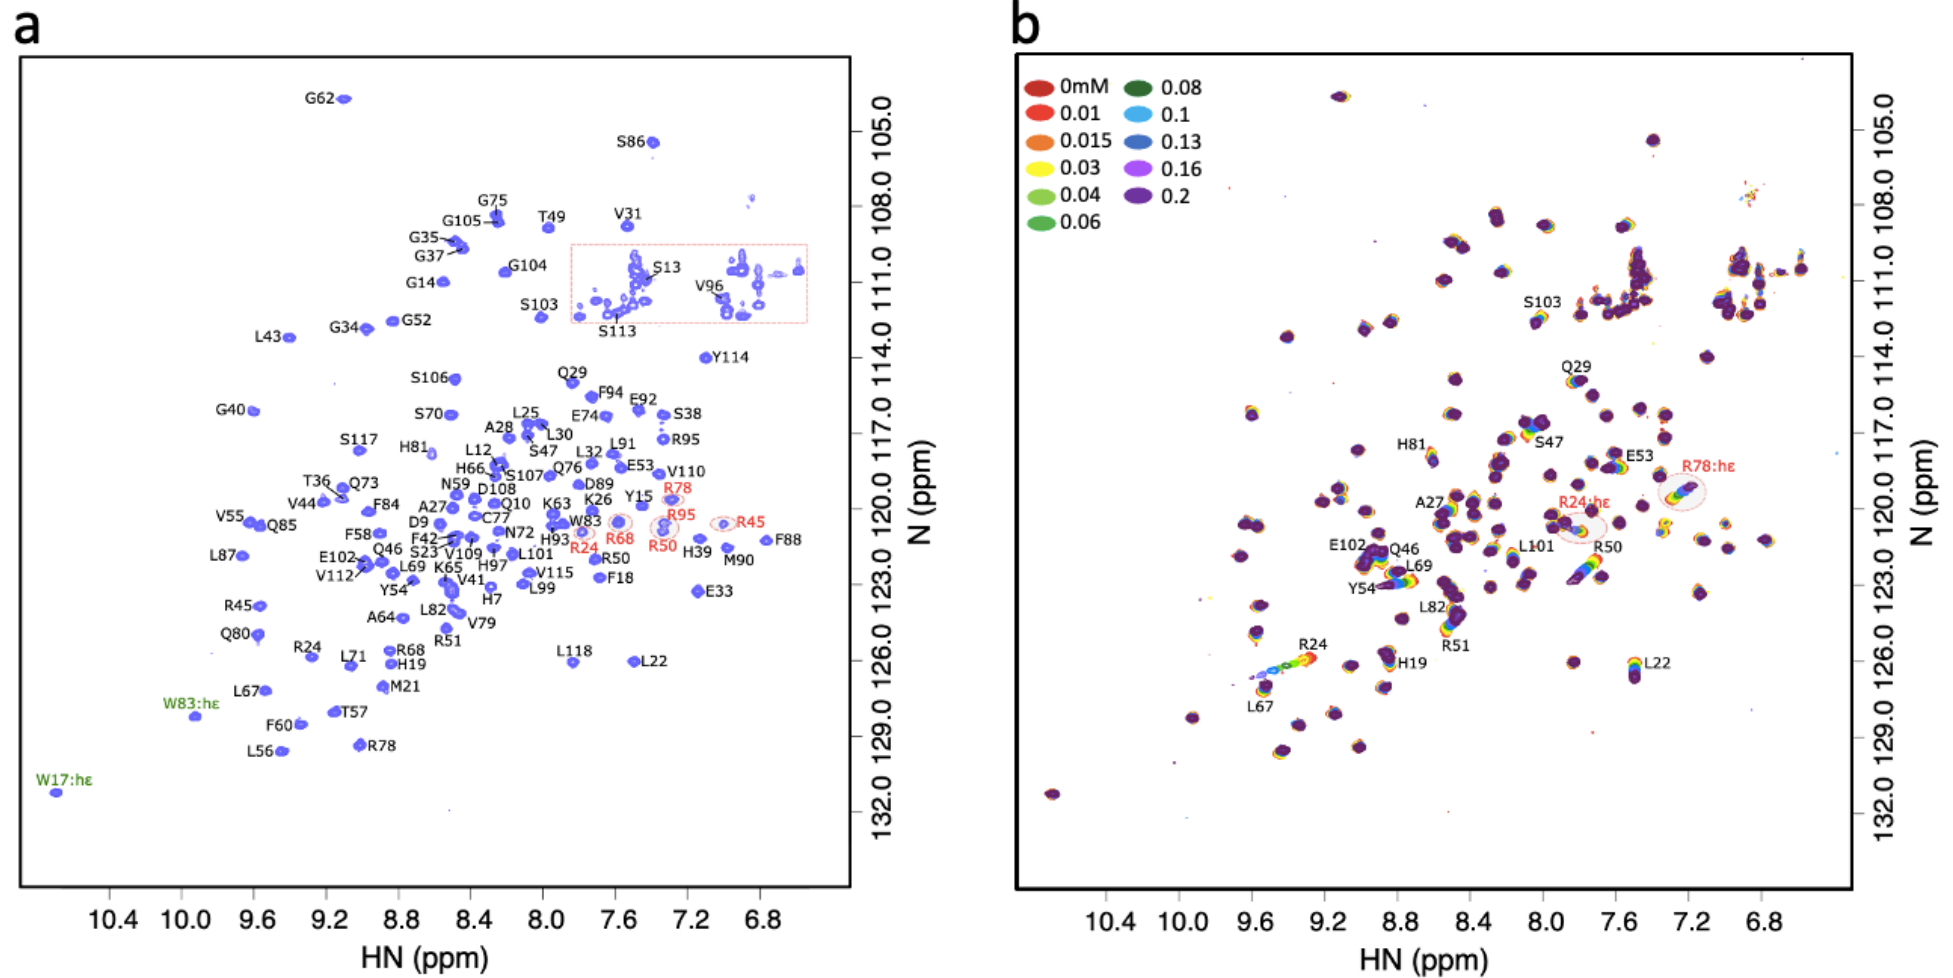 a
G62
S86
G75
G105
T49
V31
G35
G37
G104
S13
G14
V96
S103
S113
G52
G34
L43
Y114
S106
Q29
F94
G40
E92
S70
L25
E74
S38
A28
L30
R95
S117
H81
S47
L91
L12
L32
E53
H66
S107
Q76
V110
T36
Q73
N59
D89
D108
K26
Y15
R78
V44
F84
A27
Q10
K63
R95
V55
Q85
D9
C77
W83
R45
F58
F42
N72
H93
R68
R24
R50
F88
L87
Q46
S23
V109
L101
H39
E102
H97
R50
M90
V112
L69
K65
V41
V115
F18
Y54
H7
L99
E33
R45
A64
L82
V79
Q80
R51
R24
L71
R68
H19
L118
L22
L67
M21
W83:hε
T57
F60
L56
R78
W17:hε
105.0
108.0
111.0
114.0
117.0
120.0
123.0
126.0
129.0
132.0
N (ppm)
10.4 10.0 9.6 9.2 8.8 8.4 8.0 7.6 7.2 6.8
HN (ppm)
b
0mM 0.08
0.01 0.1
0.015 0.13
0.03 0.16
0.04 0.2
0.06
S103
Q29
H81
S47
E53
R78:hε
A27
R24:hε
E102
Q46
L101
R50
L69
Y54
L82
R51
R24
H19
L22
L67
105.0
108.0
111.0
114.0
117.0
120.0
123.0
126.0
129.0
132.0
N (ppm)
10.4 10.0 9.6 9.2 8.8 8.4 8.0 7.6 7.2 6.8
HN (ppm)